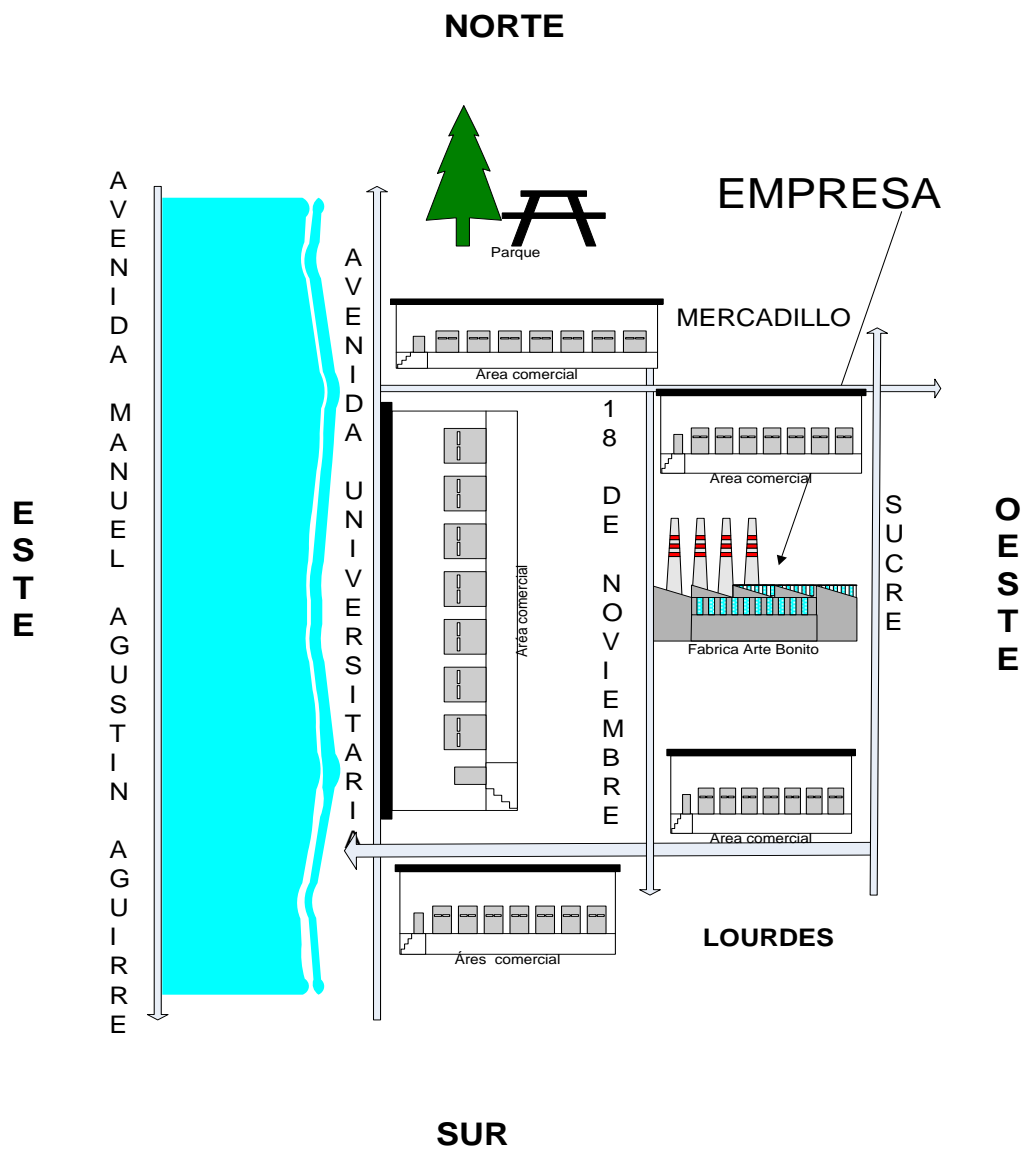 NORTE
EMPRESA
Parque
MERCADILLO
Area comercial
AVENIDA MANUEL AGUSTIN AGUIRRE
AVENIDA UNIVERSITARIA
18 DE NOVIEMBRE
Area comercial
SUCRE
ESTE
OESTE
Aréa comercial
Fabrica Arte Bonito
Area comercial
LOURDES
Áres comercial
SUR